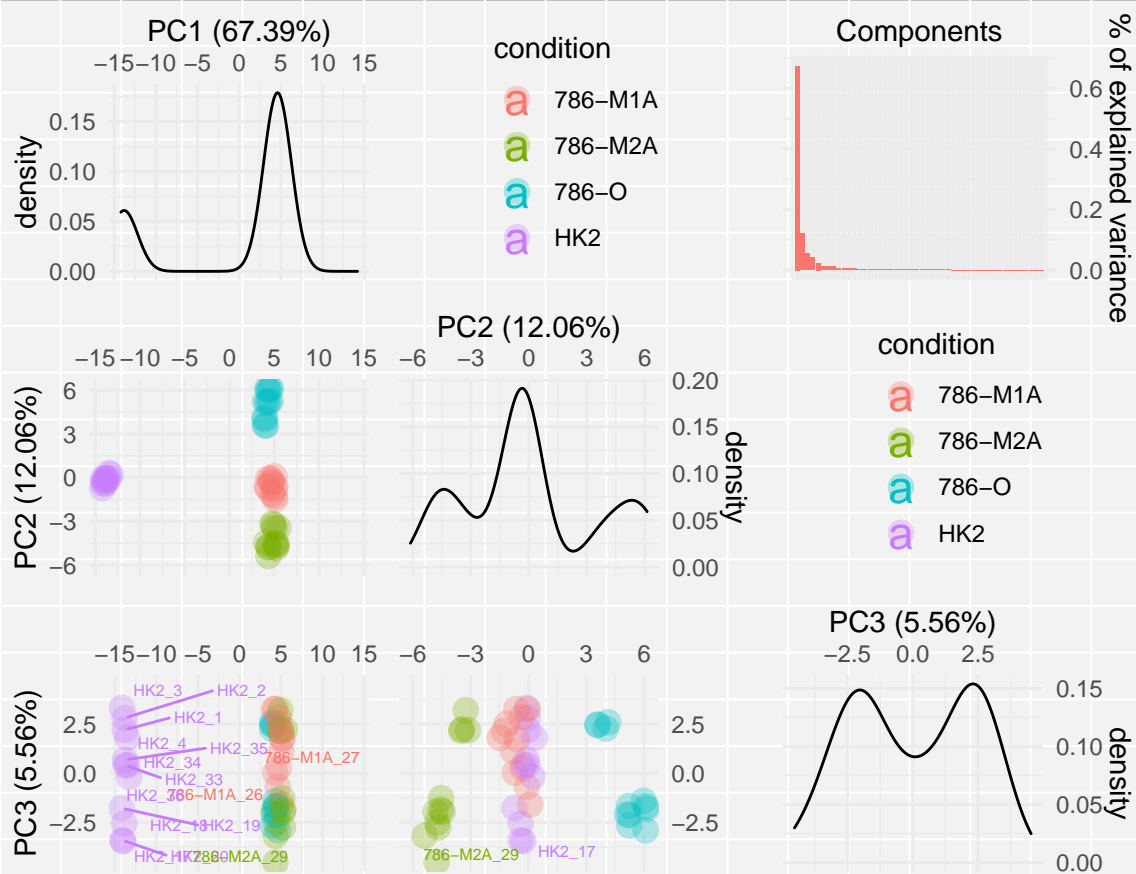 PC1 (67.39%)
−15 −10 −5 0 5 10 15
density
0.15
0.10
0.05
0.00
condition
a 786−M1A
a 786−M2A
a 786−O
a HK2
Components
% of explained variance
0.6
0.4
0.2
0.0
PC2 (12.06%)
−15 −10 −5 0 5 10 15
−6 −3 0 3 6
PC2 (12.06%)
6
3
0
−3
−6
0.20
0.15
0.10
0.05
0.00
density
condition
a 786−M1A
a 786−M2A
a 786−O
a HK2
PC3 (5.56%)
−15 −10 −5 0 5 10 15
−6 −3 0 3 6
−2.5 0.0 2.5
PC3 (5.56%)
2.5
0.0
−2.5
HK2_3
HK2_2
HK2_1
HK2_4
HK2_35
HK2_34
786−M1A_27
HK2_33
786−M1A_26
HK2_18
HK2_19
786−M2A_29
786−M2A_29
HK2_17
2.5
0.0
−2.5
0.15
0.10
0.05
0.00
density